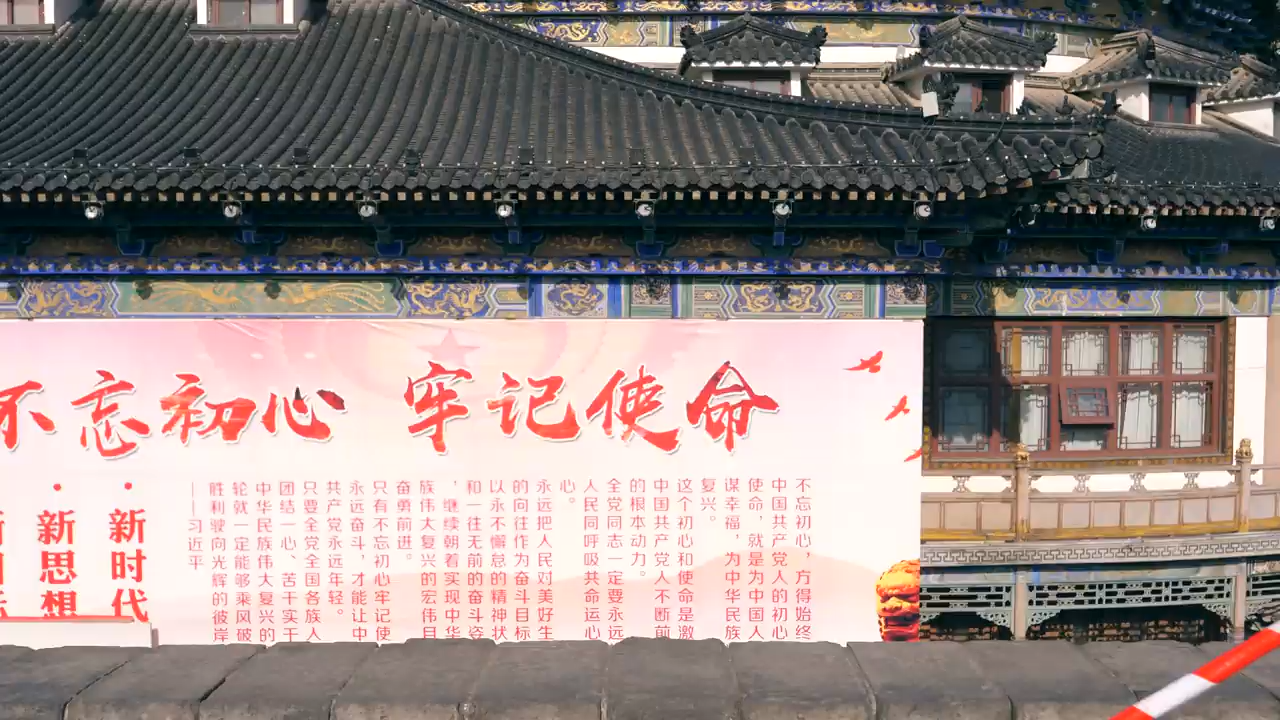 不忘初心 牢记使命
不忘初心，方得始终
中国共产党人的初心
使命，就是为中国人
谋幸福，为中华民族
复兴。
这个初心和使命是激
中国共产党人不断前
的根本动力。
全党同志一定要永远
人民同呼吸共命运心
心。
永远把人民对美好生
的向往作为奋斗目标
以永不懈怠的精神状
和一往无前的奋斗姿
，继续朝着实现中华
族伟大复兴的宏伟目
奋勇前进。
只有不忘初心牢记使
永远奋斗，才能让中
共产党永远年轻。
只要全党全国各族人
团结一心、苦干实干
中华民族伟大复兴的
轮就一定能够乘风破
胜利驶向光辉的彼岸
——习近平
·新时代
·新思想